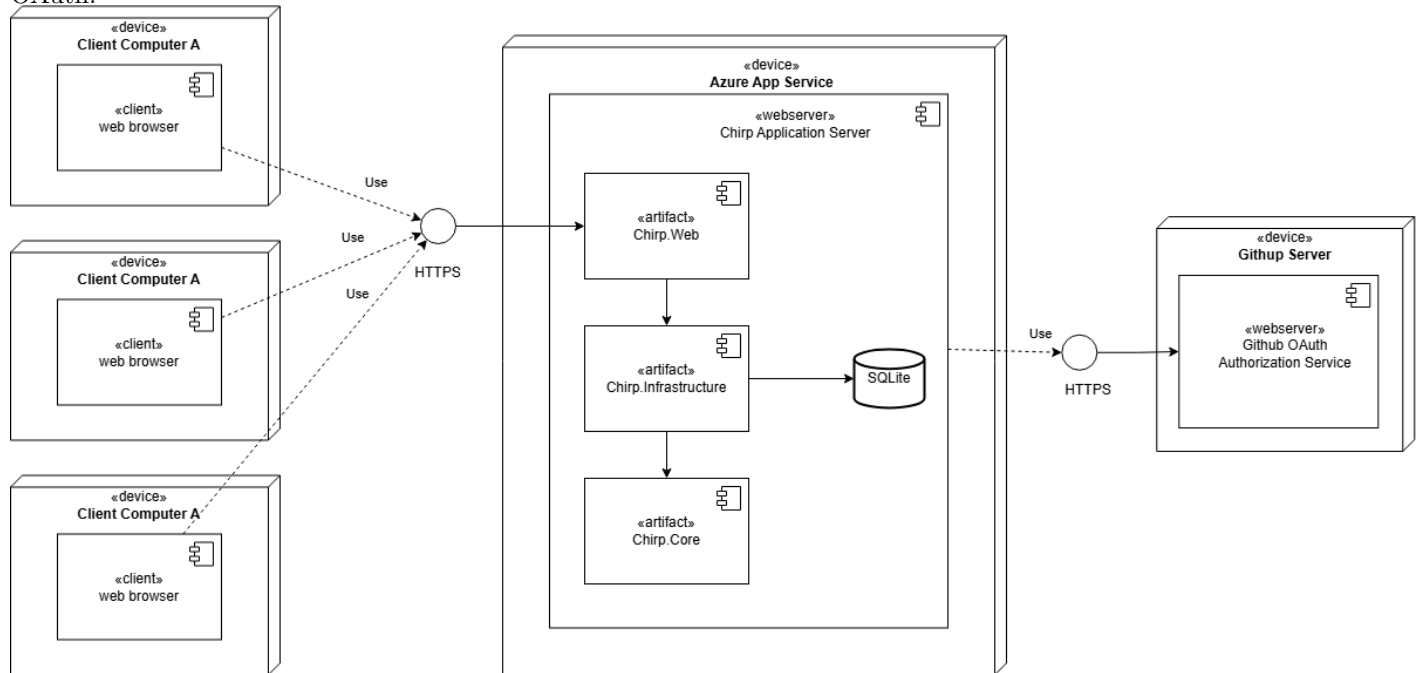 OAuth.
«device»
Client Computer A
«client»
web browser
Use
«device»
Client Computer A
«client»
web browser
Use
«device»
Client Computer A
«client»
web browser
Use
HTTPS
«device»
Azure App Service
«webserver»
Chirp Application Server
«artifact»
Chirp.Web
«artifact»
Chirp.Infrastructure
SQLite
«artifact»
Chirp.Core
Use
HTTPS
«device»
Githup Server
«webserver»
Github OAuth
Authorization Service